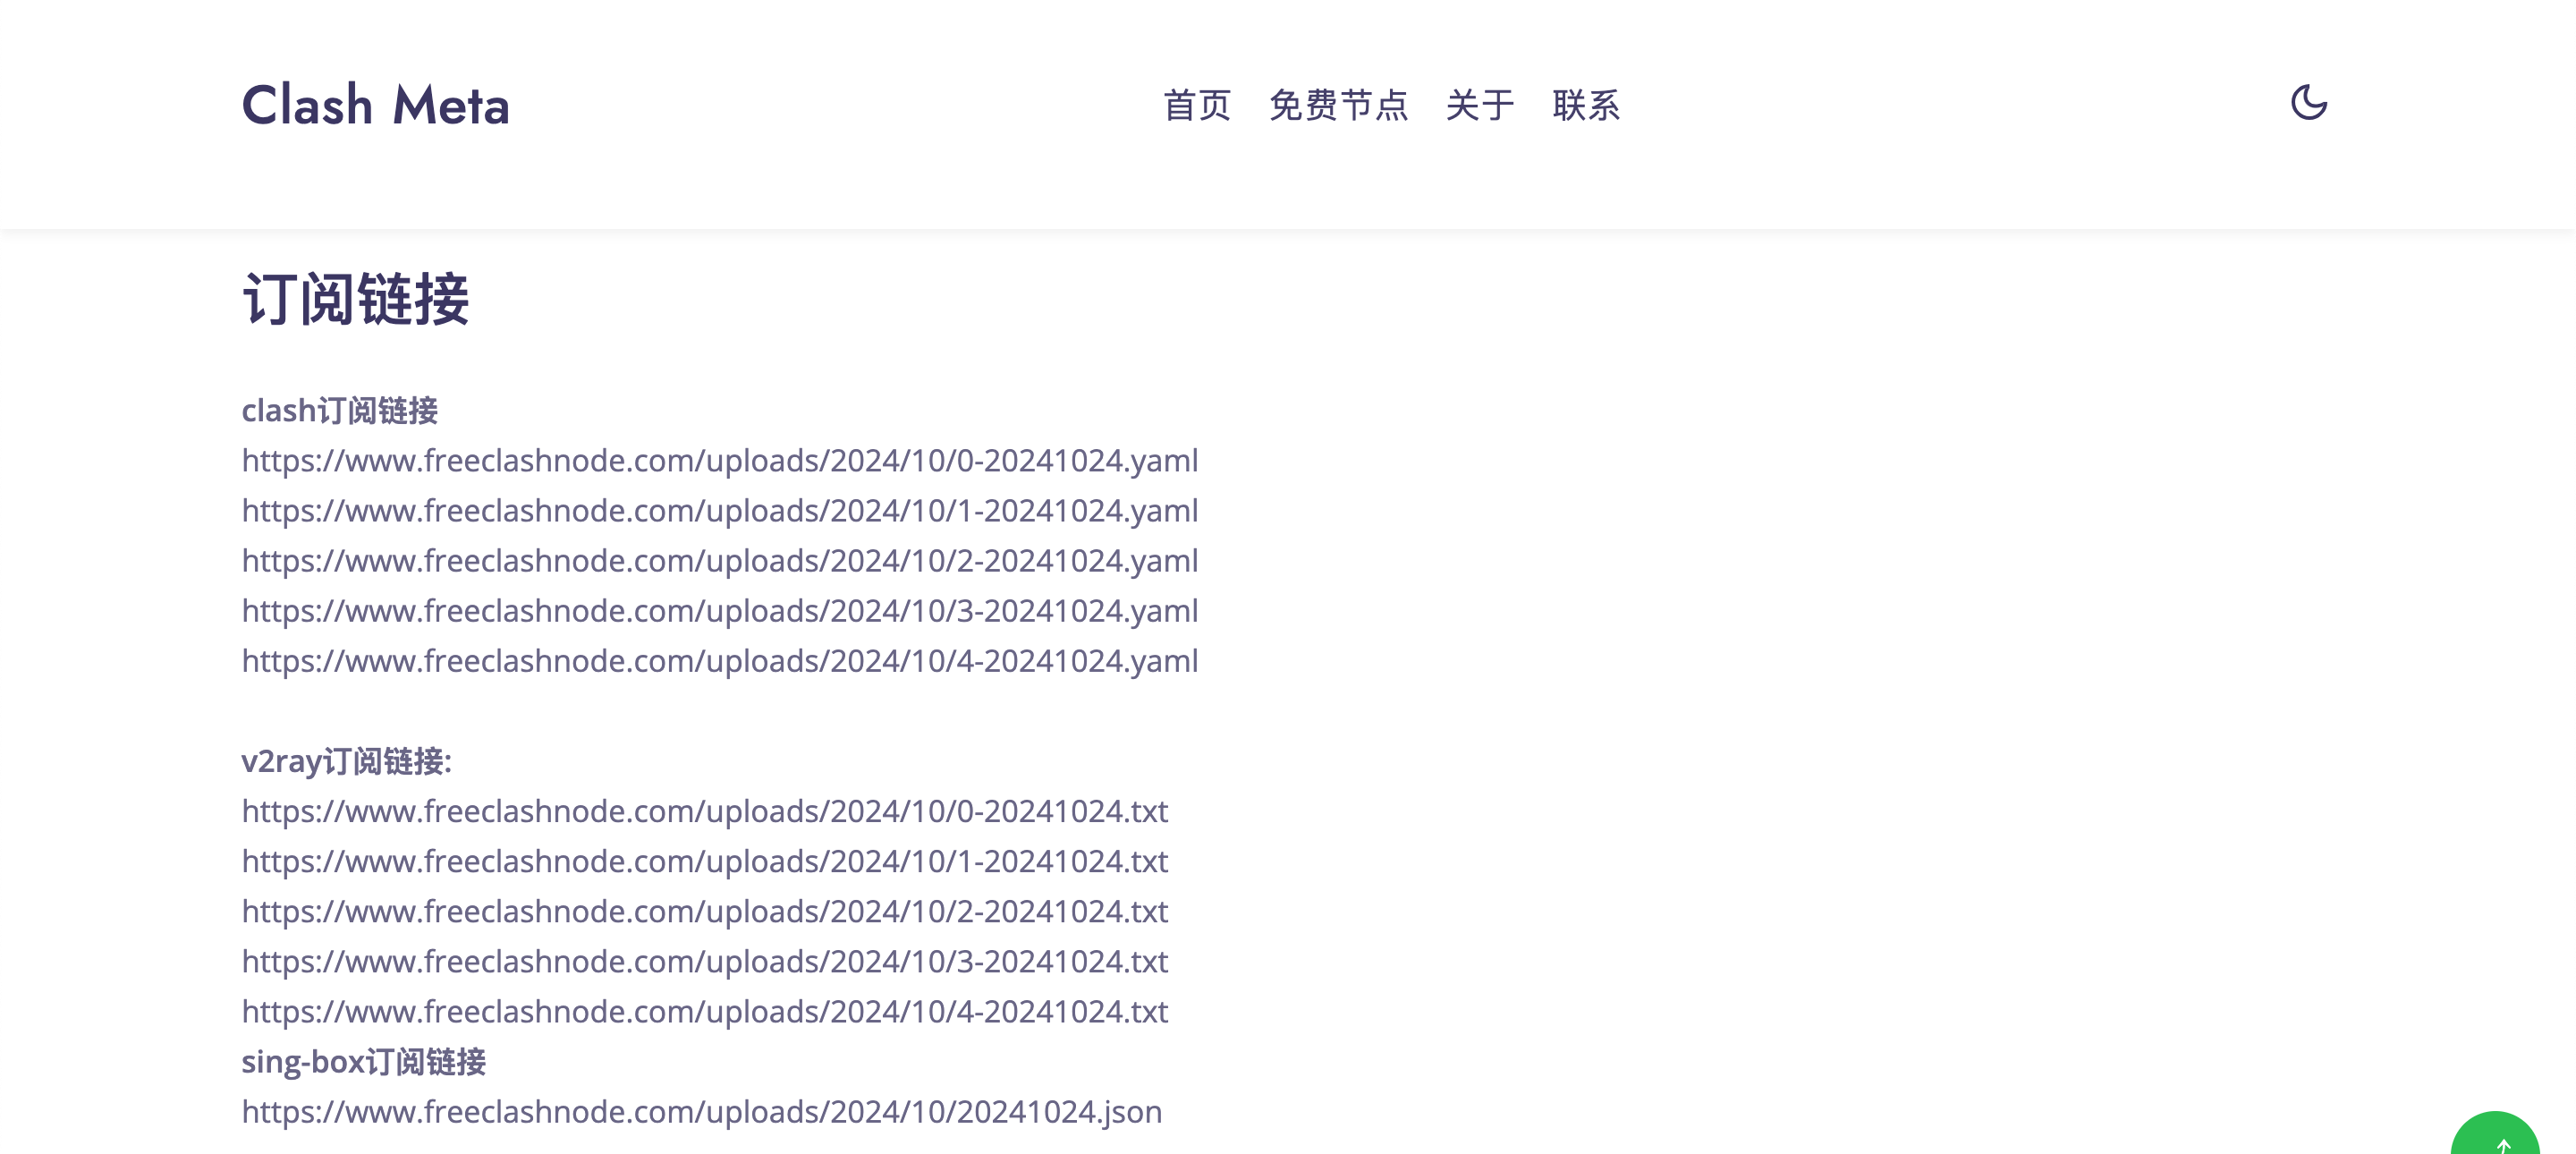 Clash Meta
首页 免费节点 关于 联系
订阅链接
clash订阅链接
https://www.freeclashnode.com/uploads/2024/10/0-20241024.yaml
https://www.freeclashnode.com/uploads/2024/10/1-20241024.yaml
https://www.freeclashnode.com/uploads/2024/10/2-20241024.yaml
https://www.freeclashnode.com/uploads/2024/10/3-20241024.yaml
https://www.freeclashnode.com/uploads/2024/10/4-20241024.yaml
v2ray订阅链接:
https://www.freeclashnode.com/uploads/2024/10/0-20241024.txt
https://www.freeclashnode.com/uploads/2024/10/1-20241024.txt
https://www.freeclashnode.com/uploads/2024/10/2-20241024.txt
https://www.freeclashnode.com/uploads/2024/10/3-20241024.txt
https://www.freeclashnode.com/uploads/2024/10/4-20241024.txt
sing-box订阅链接
https://www.freeclashnode.com/uploads/2024/10/20241024.json